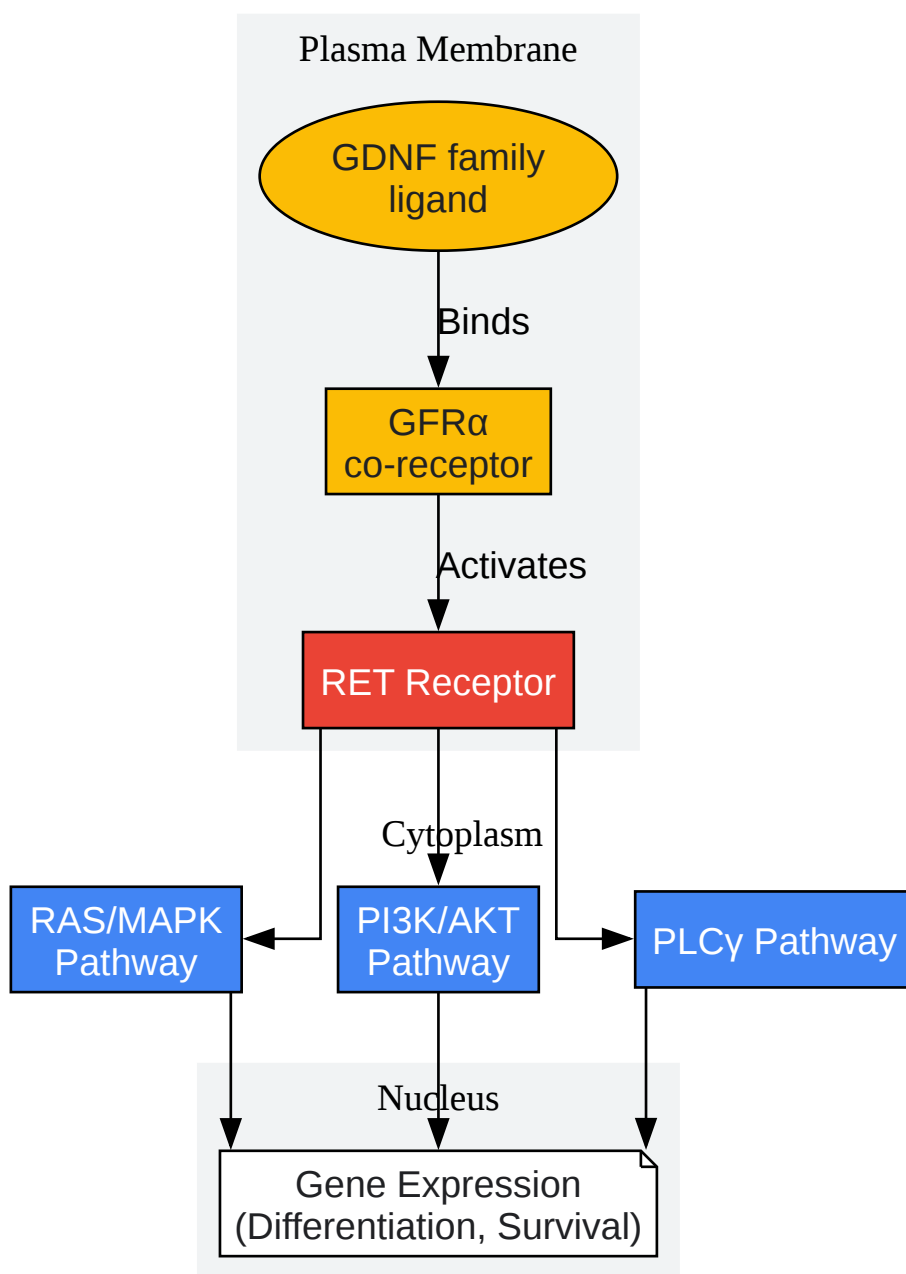 Plasma Membrane
GDNF family
ligand
Binds
GFRα
co-receptor
Activates
RET Receptor
Cytoplasm
RAS/MAPK
Pathway
PI3K/AKT
Pathway
PLCγ Pathway
Nucleus
Gene Expression
(Differentiation, Survival)